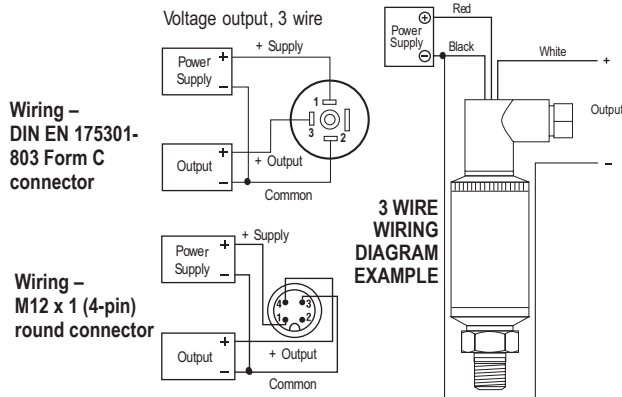 Voltage output, 3 wire
Wiring –
DIN EN 175301-
803 Form C
connector
Power
Supply
+
–
+ Supply
1
3
2
Output
+
–
+ Output
Common
Wiring –
M12 x 1 (4-pin)
round connector
Power
Supply
+
–
+ Supply
4
3
1
2
Output
+
–
+ Output
Common
Power
Supply
+
–
Red
Black
White
+
Output
–
3 WIRE
WIRING
DIAGRAM
EXAMPLE